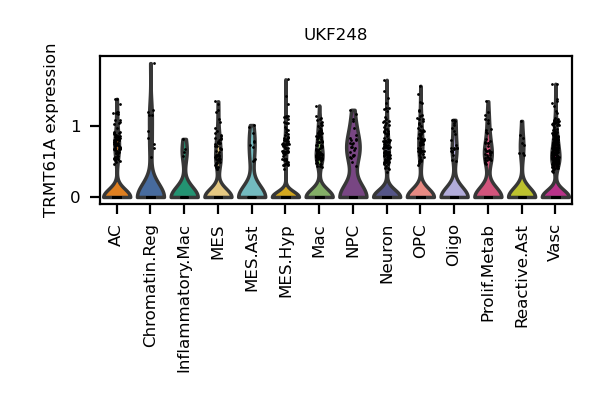 UKF248
TRMT61A expression
1
0
AC
Chromatin.Reg
Inflammatory.Mac
MES
MES.Ast
MES.Hyp
Mac
NPC
Neuron
OPC
Oligo
Prolif.Metab
Reactive.Ast
Vasc